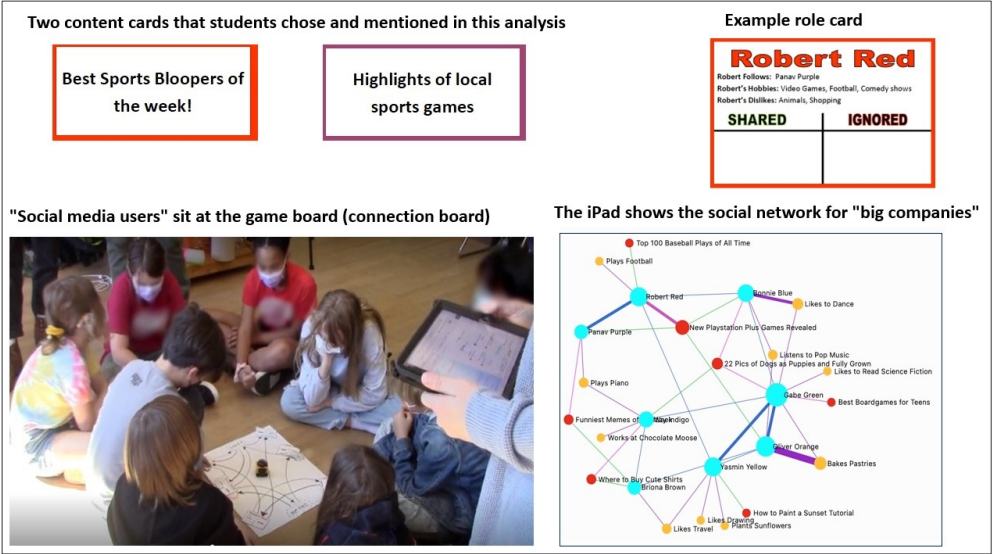 Two content cards that students chose and mentioned in this analysis
Best Sports Bloopers of
the week!
Highlights of local
sports games
Example role card
Robert Red
Robert Follows: Panav Purple
Robert's Hobbies: Video Games, Football, Comedy shows
Robert's Dislikes: Animals, Shopping
SHARED IGNORED
"Social media users" sit at the game board (connection board)
The iPad shows the social network for "big companies"
Top 100 Baseball Plays of All Time
Plays Football
Robert Red
Bonnie Blue
Likes to Dance
New Playstation Plus Games Revealed
Panav Purple
Listens to Pop Music
22 Pics of Dogs as Puppies and Fully Grown
Likes to Read Science Fiction
Plays Piano
Gabe Green
Best Boardgames for Teens
Funniest Memes of
Indigo
Works at Chocolate Moose
Oliver Orange
Bakes Pastries
Yasmin Yellow
Where to Buy Cute Shirts
Briona Brown
How to Paint a Sunset Tutorial
Likes Drawing
Plants Sunflowers
Likes Travel